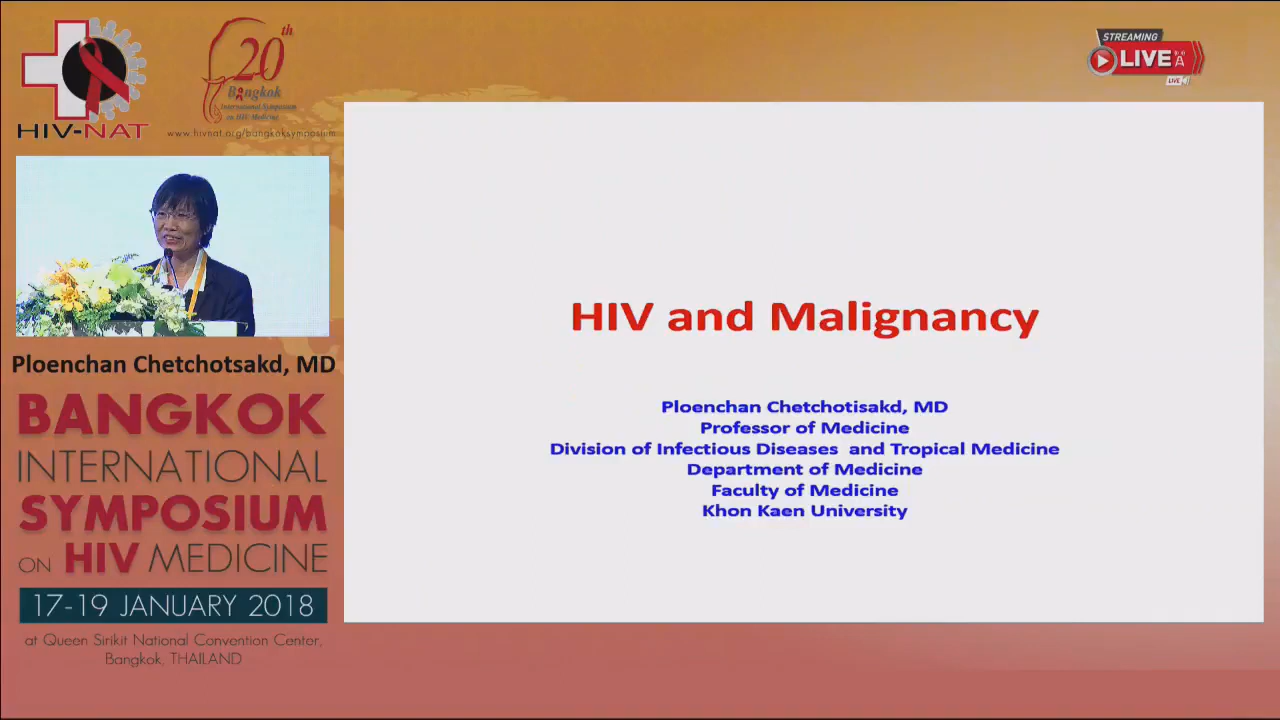 HIV-NAT
20th
Bangkok
International Symposium
on HIV Medicine
www.hivnat.org/bangkoksymposium
STREAMING
LIVE
LIVE
HIV and Malignancy
Ploenchan Chetchotisakd, MD
Professor of Medicine
Division of Infectious Diseases and Tropical Medicine
Department of Medicine
Faculty of Medicine
Khon Kaen University
Ploenchan Chetchotsakd, MD
BANGKOK
INTERNATIONAL
SYMPOSIUM
ON HIV MEDICINE
17-19 JANUARY 2018
at Queen Sirikit National Convention Center,
Bangkok, THAILAND